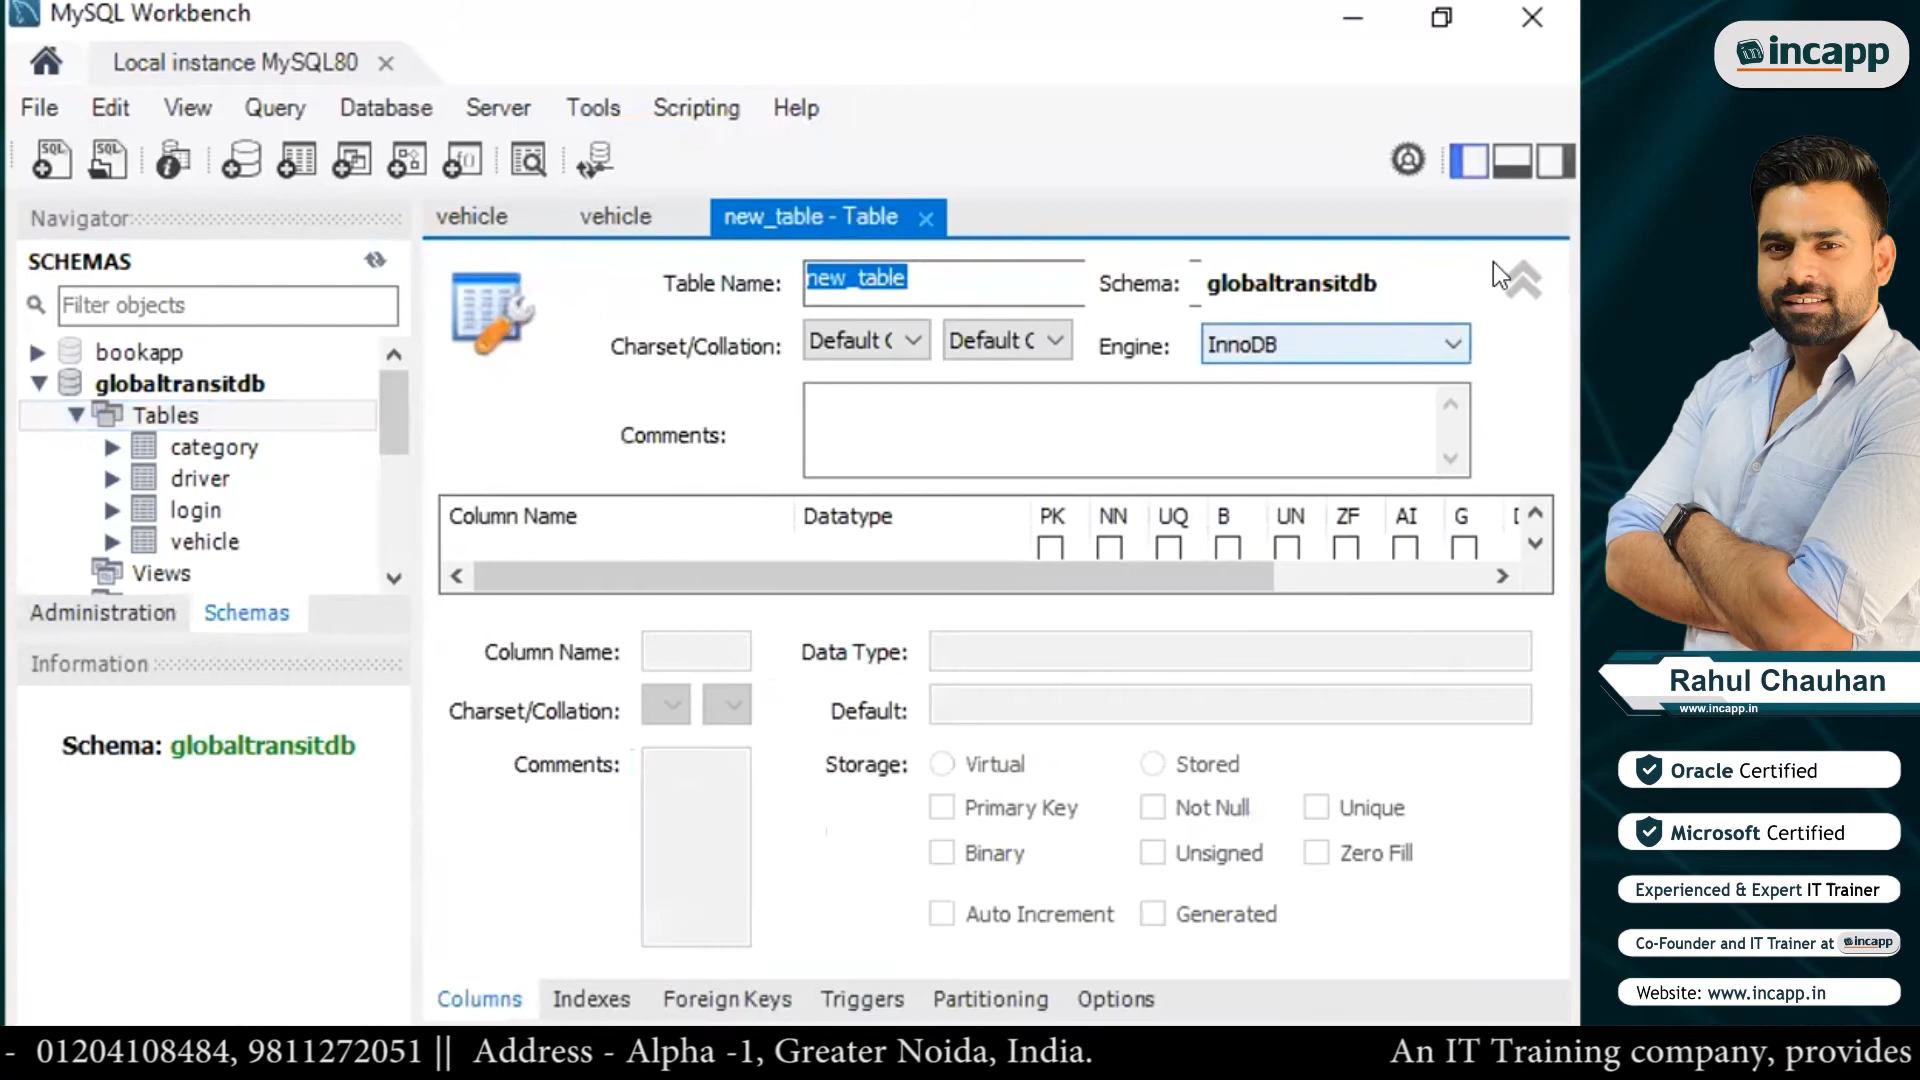 MySQL Workbench
Local instance MySQL80
File Edit View Query Database Server Tools Scripting Help
SQL SQL
Navigator
SCHEMAS
Filter objects
bookapp
globaltransitdb
Tables
category
driver
login
vehicle
Views
Administration Schemas
Information
Schema: globaltransitdb
vehicle vehicle new_table - Table
Table Name: new_table Schema: globaltransitdb
Charset/Collation: Default C Default C Engine: InnoDB
Comments:
Column Name Datatype PK NN UQ B UN ZF AI G
Column Name: Data Type:
Charset/Collation: Default:
Comments: Storage: Virtual Stored
Primary Key Not Null Unique
Binary Unsigned Zero Fill
Auto Increment Generated
Columns Indexes Foreign Keys Triggers Partitioning Options
incapp
Rahul Chauhan
www.incapp.in
Oracle Certified
Microsoft Certified
Experienced & Expert IT Trainer
Co-Founder and IT Trainer at incapp
Website: www.incapp.in
- 01204108484, 9811272051 || Address - Alpha -1, Greater Noida, India. An IT Training company, provides